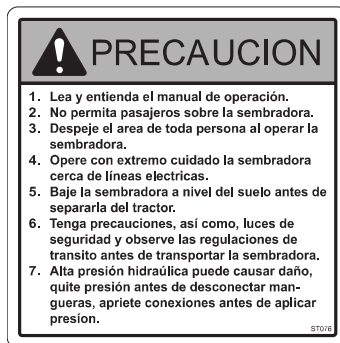 PRECAUCION
1. Lea y entienda el manual de operación.
2. No permita pasajeros sobre la sembradora.
3. Despeje el area de toda persona al operar la
sembradora.
4. Opere con extremo cuidado la sembradora
cerca de líneas electricas.
5. Baje la sembradora a nivel del suelo antes de
separarla del tractor.
6. Tenga precauciones, así como, luces de
seguridad y observe las regulaciones de
transito antes de transportar la sembradora.
7. Alta presión hidraúlica puede causar daño,
quite presión antes de desconectar man-
gueras, apriete conexiones antes de aplicar
presion.
ST076